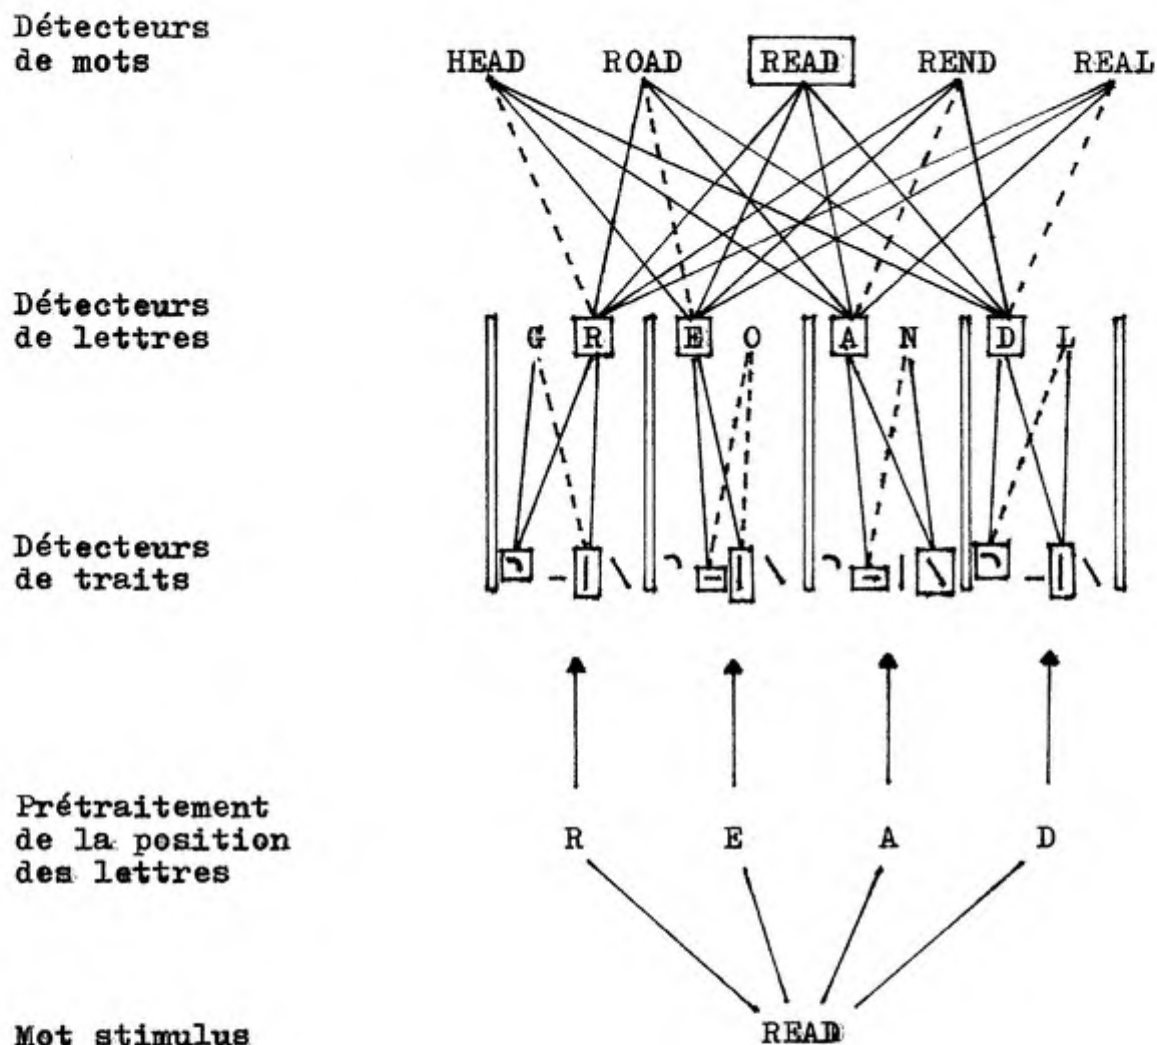 Détecteurs
de mots
HEAD ROAD READ REND REAL
Détecteurs
de lettres
G R E O A N D L
Détecteurs
de traits
Prétraitement
de la position
des lettres
R E A D
Mot stimulus
READ